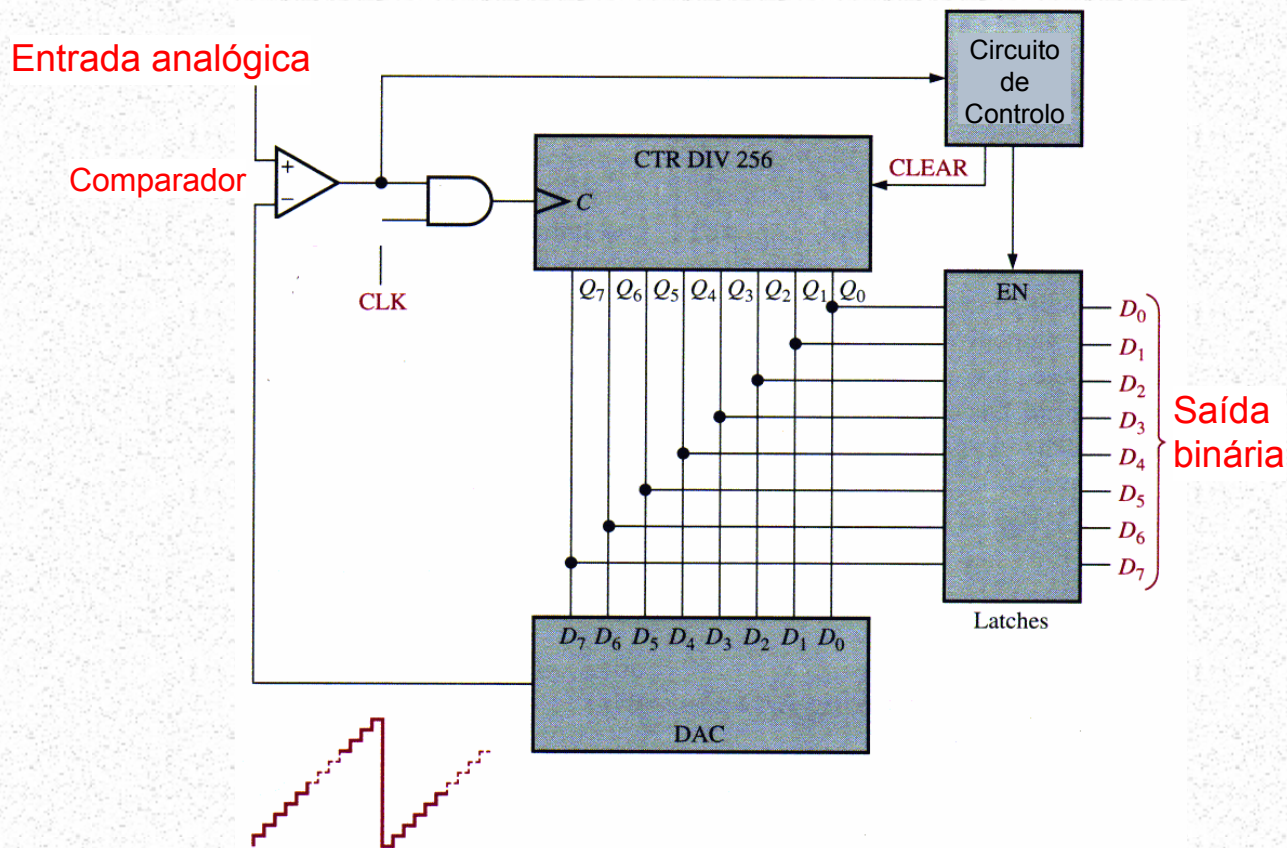 Entrada analógica
Comparador
+
−
CLK
Circuito
de
Controlo
CTR DIV 256
C
CLEAR
Q7 Q6 Q5 Q4 Q3 Q2 Q1 Q0
EN
D0
D1
D2
D3
D4
D5
D6
D7
Saída
binária
Latches
D7 D6 D5 D4 D3 D2 D1 D0
DAC